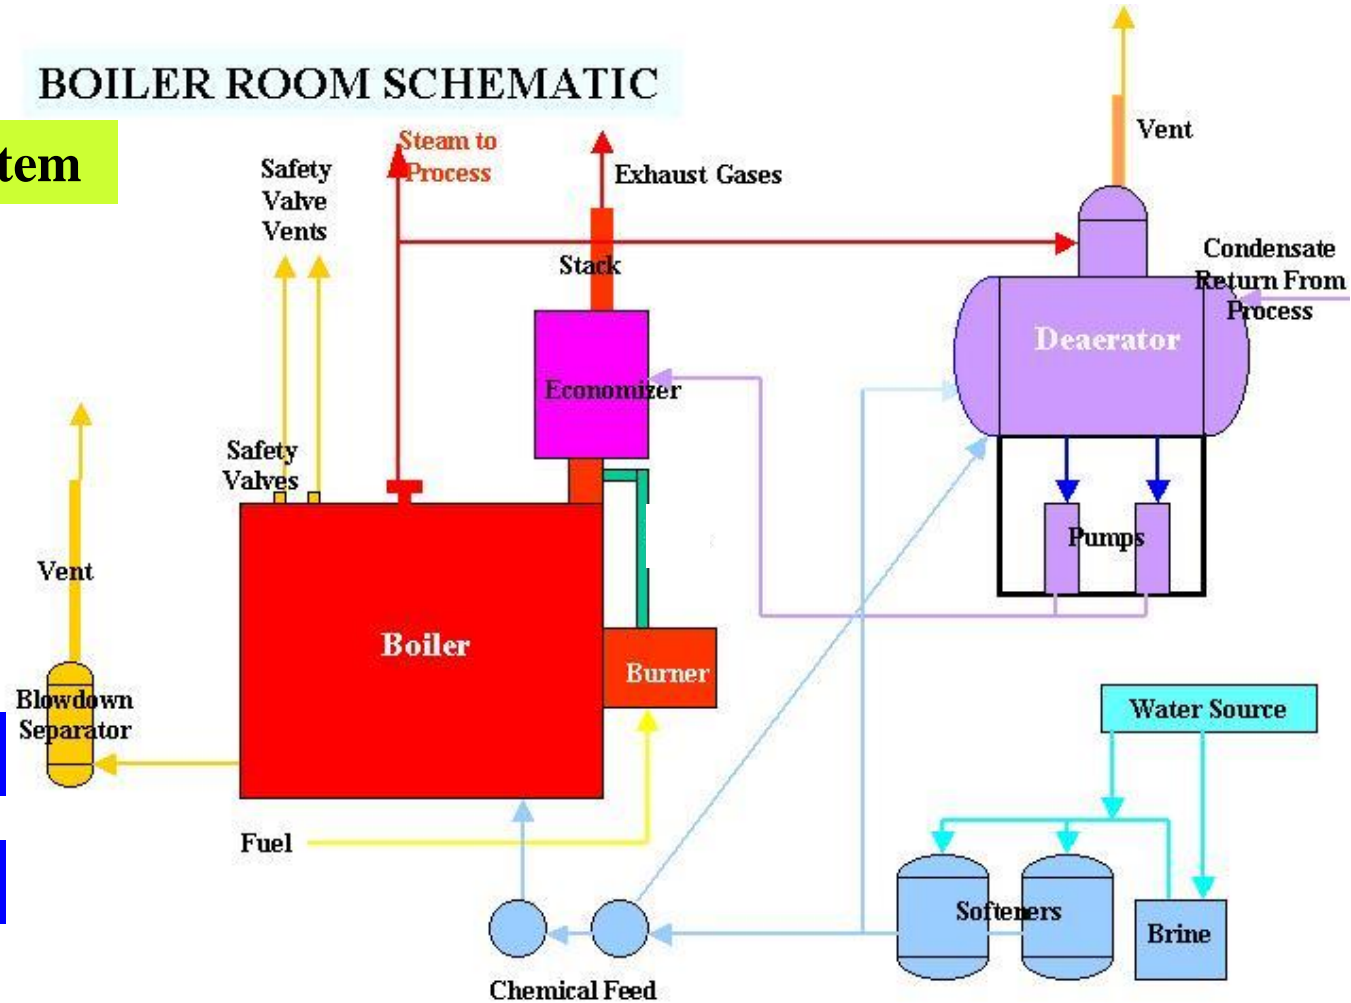 BOILER ROOM SCHEMATIC
tem
Steam to
Process
Safety
Valve
Vents
Exhaust Gases
Vent
Stack
Condensate
Return From
Process
Deaerator
Economizer
Safety
Valves
Pumps
Vent
Boiler
Burner
Blowdown
Separator
Water Source
Fuel
Softeners
Brine
Chemical Feed